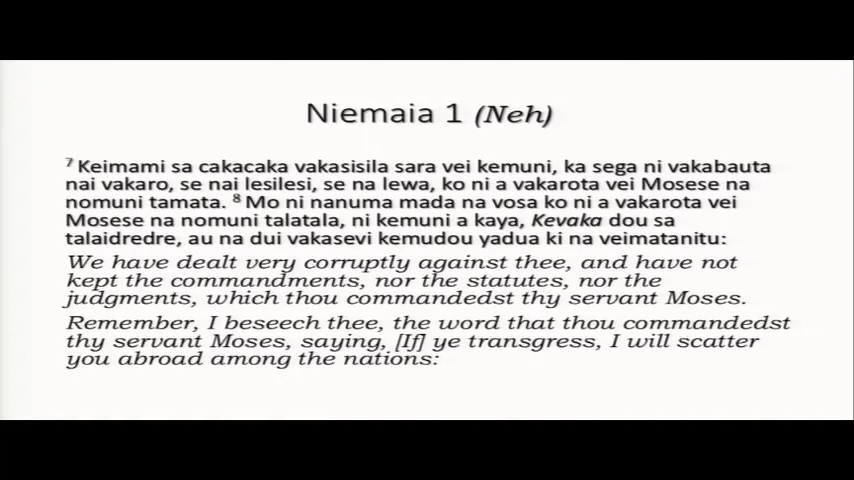 Niemaia 1 (Neh)
7 Keimami sa cakacaka vakasisila sara vei kemuni, ka sega ni vakabauta
nai vakaro, se nai lesilesi, se na lewa, ko ni a vakarota vei Mosese na
nomuni tamata. 8 Mo ni nanuma mada na vosa ko ni a vakarota vei
Mosese na nomuni talatala, ni kemuni a kaya, Kevaka dou sa
talaidredre, au na dui vakasevi kemudou yadua ki na veimatanitu:
We have dealt very corruptly against thee, and have not
kept the commandments, nor the statutes, nor the
judgments, which thou commandedst thy servant Moses.
Remember, I beseech thee, the word that thou commandedst
thy servant Moses, saying, [If] ye transgress, I will scatter
you abroad among the nations: